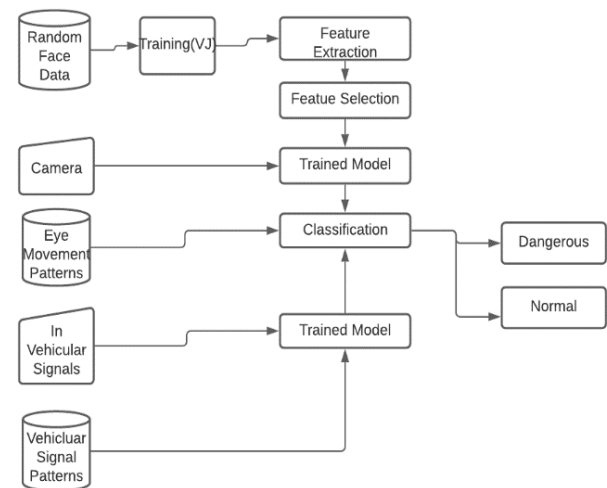 Random
Face
Data
Training(VJ)
Feature
Extraction
Featue Selection
Camera
Trained Model
Eye
Movement
Patterns
Classification
Dangerous
Normal
In
Vehicular
Signals
Trained Model
Vehicluar
Signal
Patterns